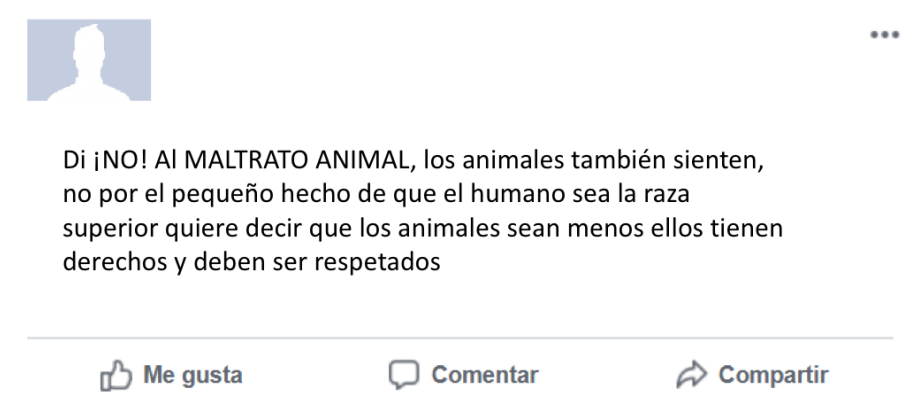 Di ¡NO! Al MALTRATO ANIMAL, los animales también sienten,
no por el pequeño hecho de que el humano sea la raza
superior quiere decir que los animales sean menos ellos tienen
derechos y deben ser respetados
Me gusta
Comentar
Compartir